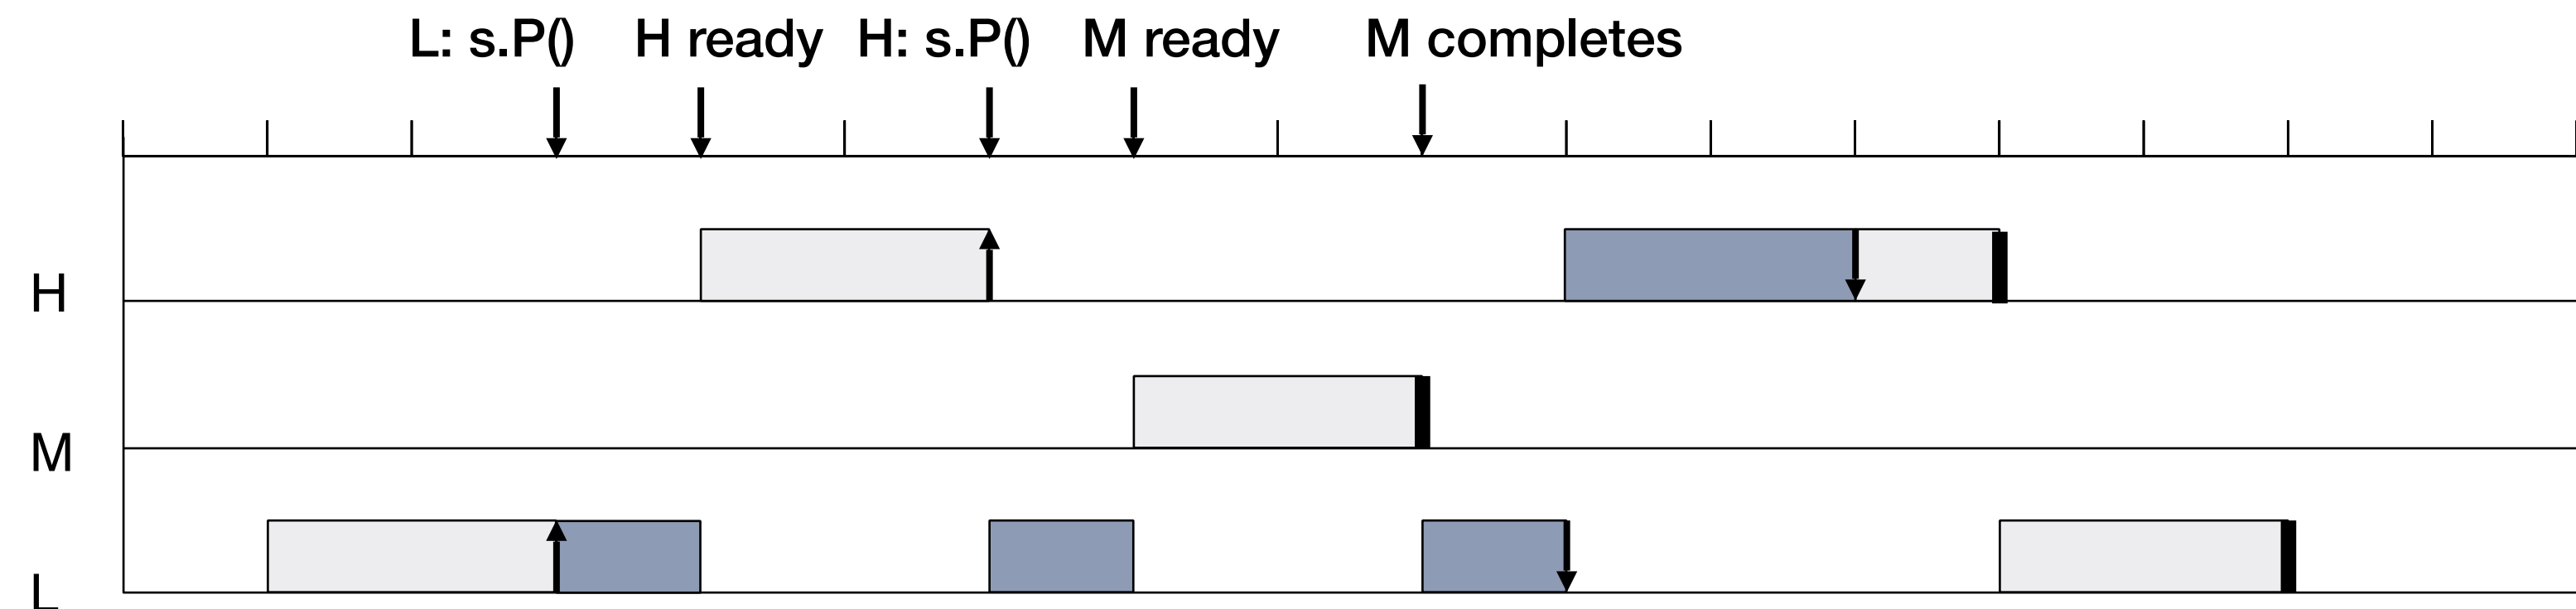 L: s.P() H ready H: s.P() M ready M completes
H
M
L